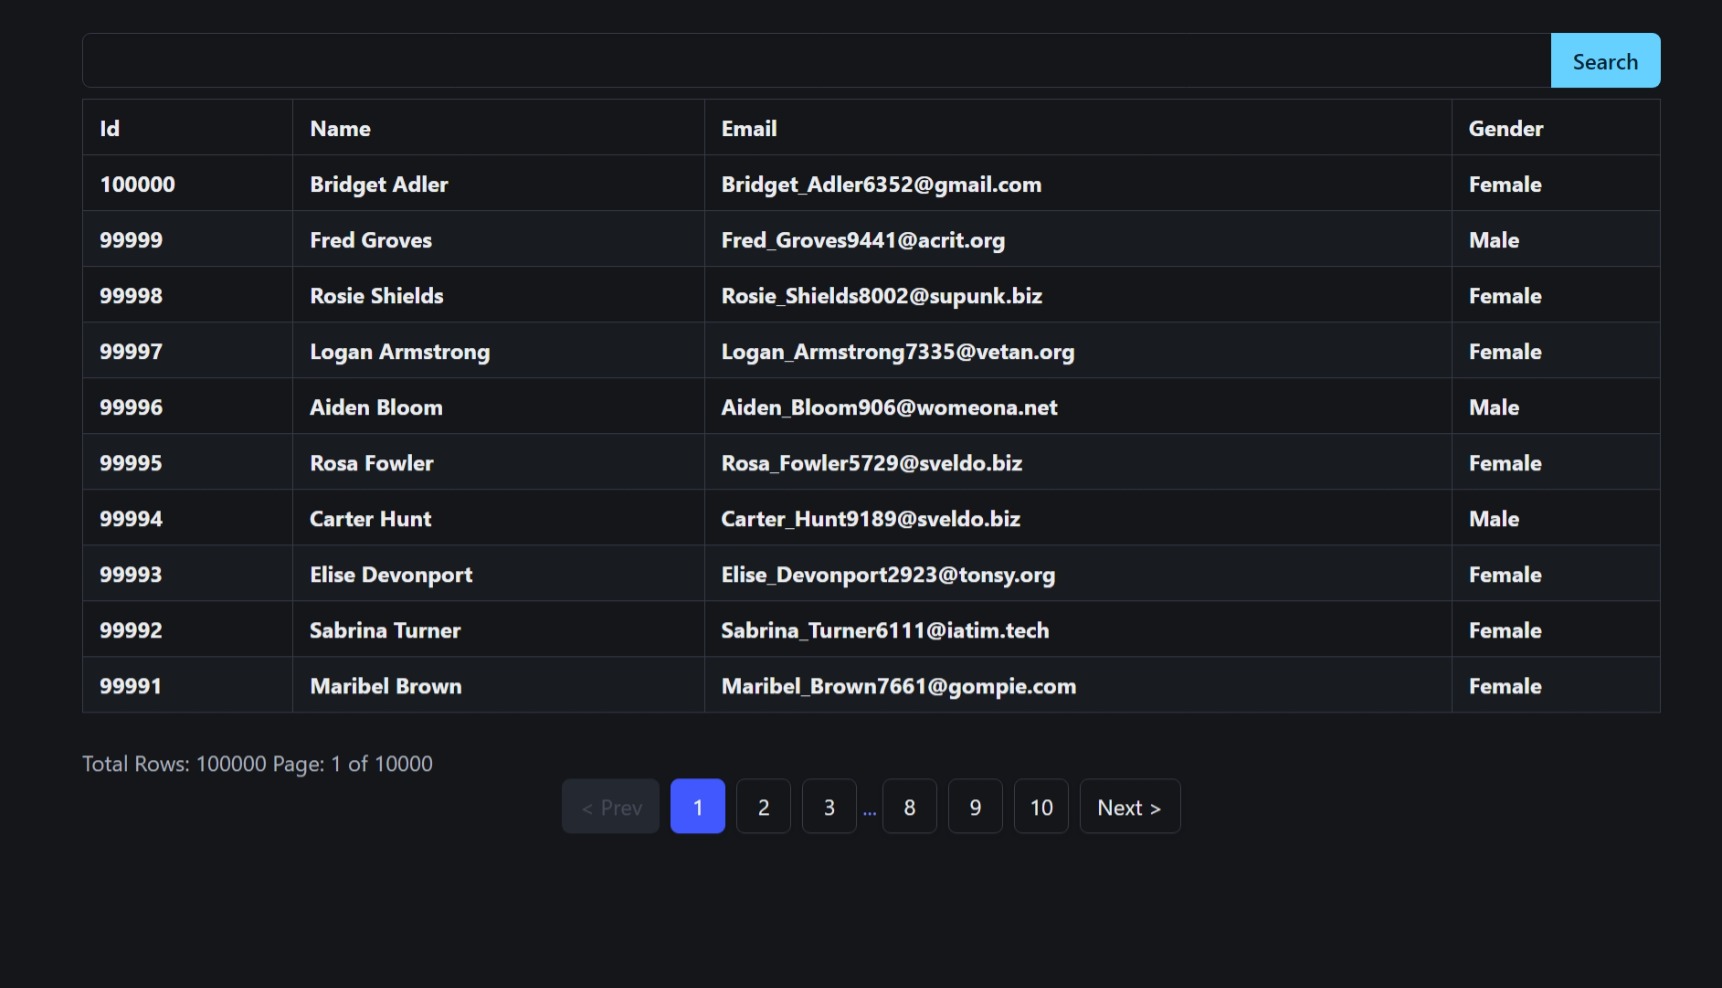 Search
Id Name Email Gender
100000 Bridget Adler Bridget_Adler6352@gmail.com Female
99999 Fred Groves Fred_Groves9441@acrit.org Male
99998 Rosie Shields Rosie_Shields8002@supunk.biz Female
99997 Logan Armstrong Logan_Armstrong7335@vetan.org Female
99996 Aiden Bloom Aiden_Bloom906@womeona.net Male
99995 Rosa Fowler Rosa_Fowler5729@sveldo.biz Female
99994 Carter Hunt Carter_Hunt9189@sveldo.biz Male
99993 Elise Devonport Elise_Devonport2923@tonsy.org Female
99992 Sabrina Turner Sabrina_Turner6111@iatim.tech Female
99991 Maribel Brown Maribel_Brown7661@gompie.com Female
Total Rows: 100000 Page: 1 of 10000
< Prev 1 2 3 ... 8 9 10 Next >